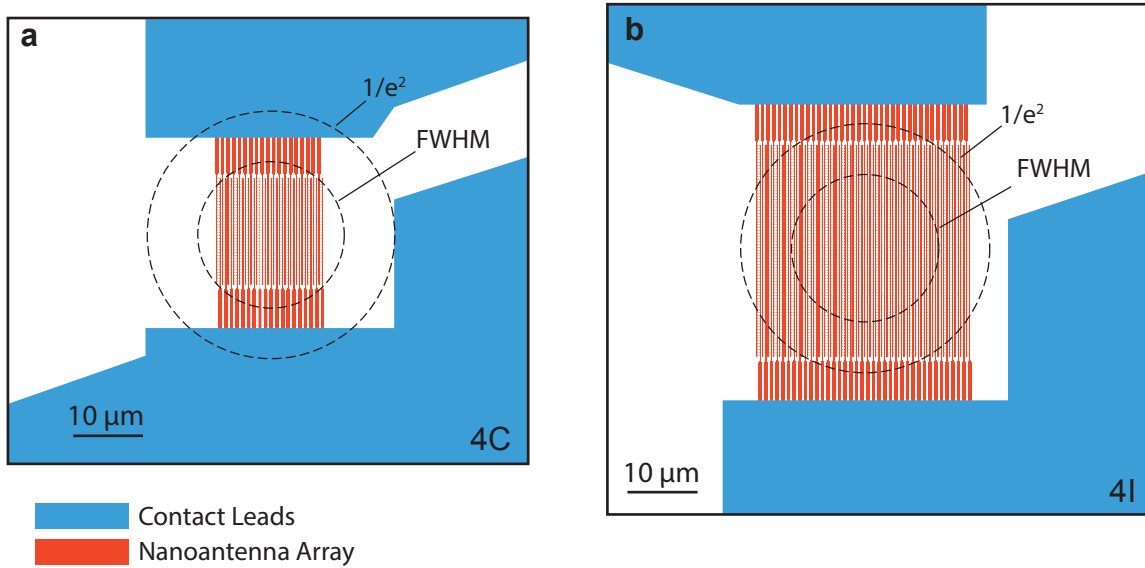 a
1/e²
FWHM
10 µm
4C
b
1/e²
FWHM
10 µm
4I
Contact Leads
Nanoantenna Array